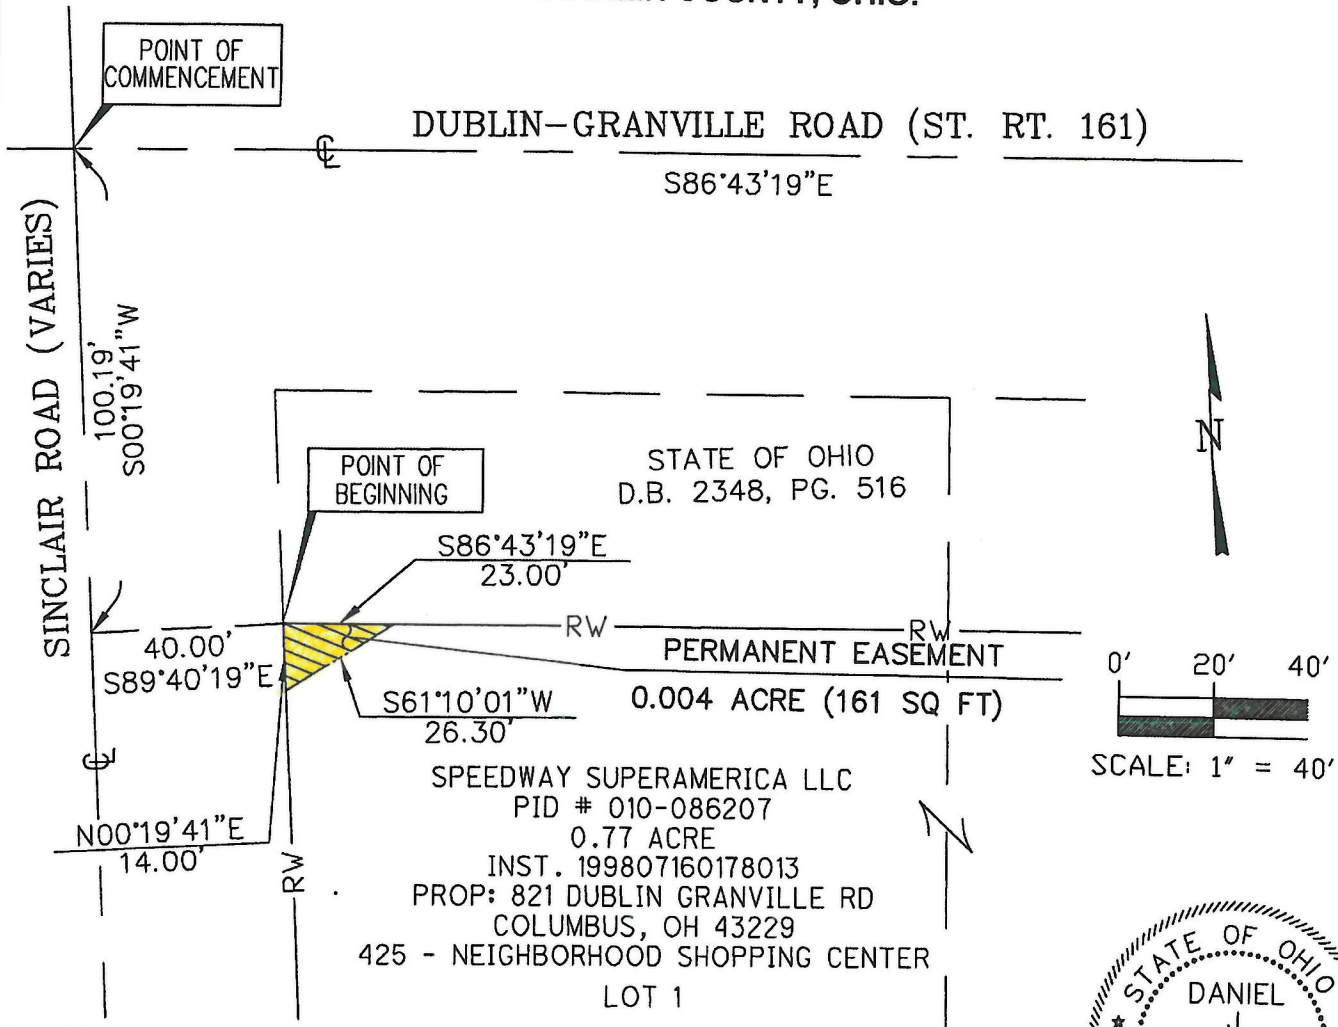 COUNTY, OHIO.
POINT OF
COMMENCEMENT
DUBLIN-GRANVILLE ROAD (ST. RT. 161)
℄
S86°43'19"E
SINCLAIR ROAD (VARIES)
100.19'
S00°19'41"W
N
STATE OF OHIO
D.B. 2348, PG. 516
POINT OF
BEGINNING
S86°43'19"E
23.00'
RW
RW
40.00'
S89°40'19"E
PERMANENT EASEMENT
0.004 ACRE (161 SQ FT)
S61°10'01"W
26.30'
0' 20' 40'
SCALE: 1" = 40'
℄
N00°19'41"E
14.00'
RW
SPEEDWAY SUPERAMERICA LLC
PID # 010-086207
0.77 ACRE
INST. 199807160178013
PROP: 821 DUBLIN GRANVILLE RD
COLUMBUS, OH 43229
425 - NEIGHBORHOOD SHOPPING CENTER
LOT 1
STATE OF OHIO
DANIEL